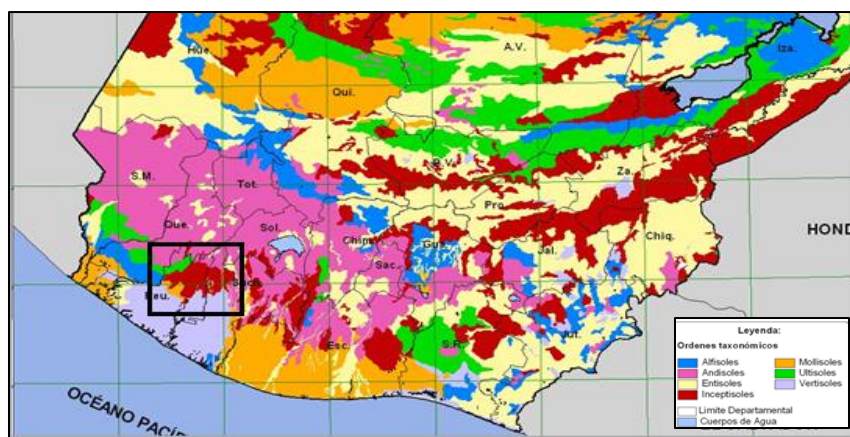 Hue.
A.V.
Iza.
Qui.
B.V.
Za.
S.M.
Tot.
Pro.
Que.
Sol.
Chim.
Gua.
Chiq.
HOND
Sac.
Jal.
Reu.
Such.
Esc.
S.R.
Jut.
OCÉANO PACÍF
Leyenda:
Ordenes taxonómicos
Alfisoles
Mollisoles
Andisoles
Ultisoles
Entisoles
Vertisoles
Inceptisoles
Limite Departamental
Cuerpos de Agua